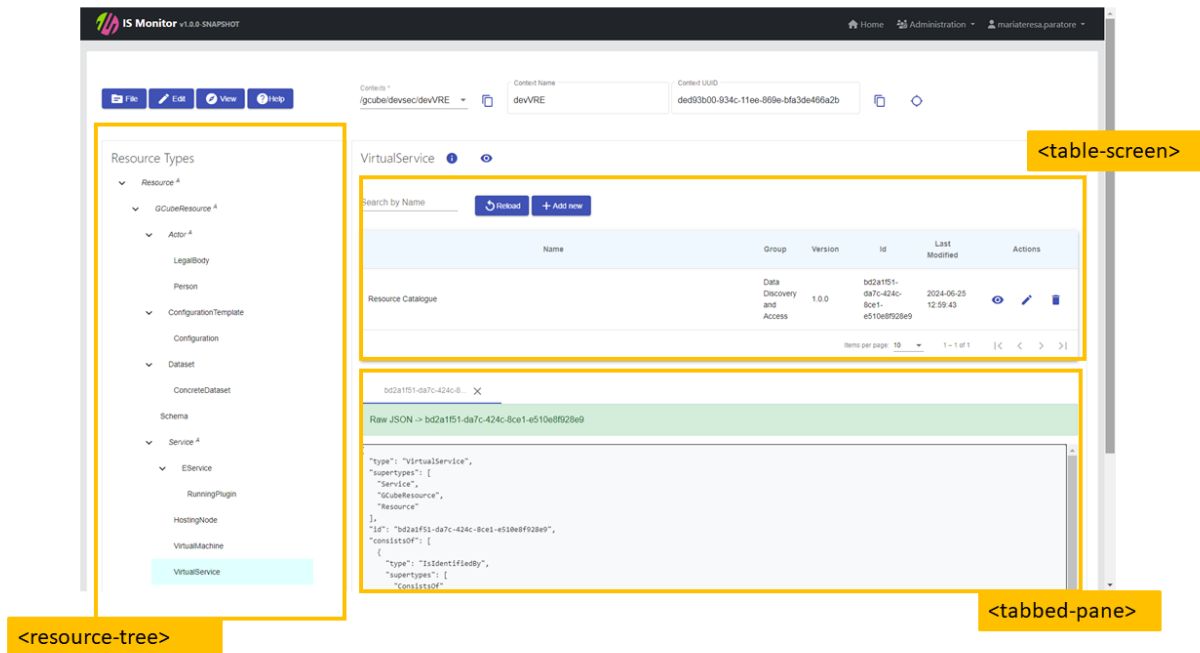 IS Monitor v1.0.0-SNAPSHOT
Home Administration mariateresa.paratore
File Edit View Help
Contexts *
/gcube/devsec/devVRE
Context Name
devVRE
Context UUID
ded93b00-934c-11ee-869e-bfa3de466a2b
<table-screen>
Resource Types
Resource A
GCubeResource A
Actor A
LegalBody
Person
ConfigurationTemplate
Configuration
Dataset
ConcreteDataset
Schema
Service A
EService
RunningPlugin
HostingNode
VirtualMachine
VirtualService
<resource-tree>
VirtualService
Search by Name
Reload + Add new
Name Group Version Id Last
Modified Actions
Resource Catalogue
Data
Discovery
and
Access
1.0.0
bd2a1f51-
da7c-424c-
8ce1-
e510e8f928e9
2024-06-25
12:59:43
Items per page: 10 1 – 1 of 1
bd2a1f51-da7c-424c-8...
Raw JSON -> bd2a1f51-da7c-424c-8ce1-e510e8f928e9
"type": "VirtualService",
"supertypes": [
"Service",
"GCubeResource",
"Resource"
],
"id": "bd2a1f51-da7c-424c-8ce1-e510e8f928e9",
"consistsOf": [
{
"type": "IsIdentifiedBy",
"supertypes": [
"ConsistsOf"
<tabbed-pane>